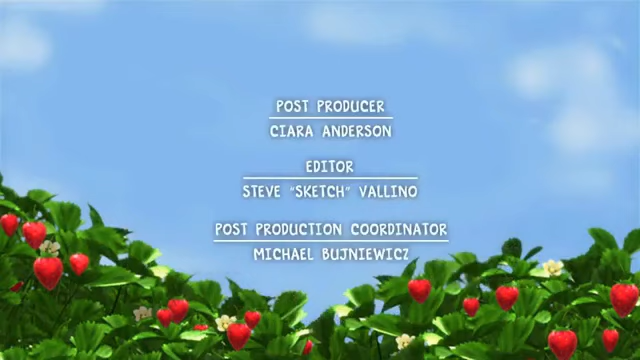 POST PRODUCER
CIARA ANDERSON
EDITOR
STEVE "SKETCH" VALLINO
POST PRODUCTION COORDINATOR
MICHAEL BUJNIEWICZ